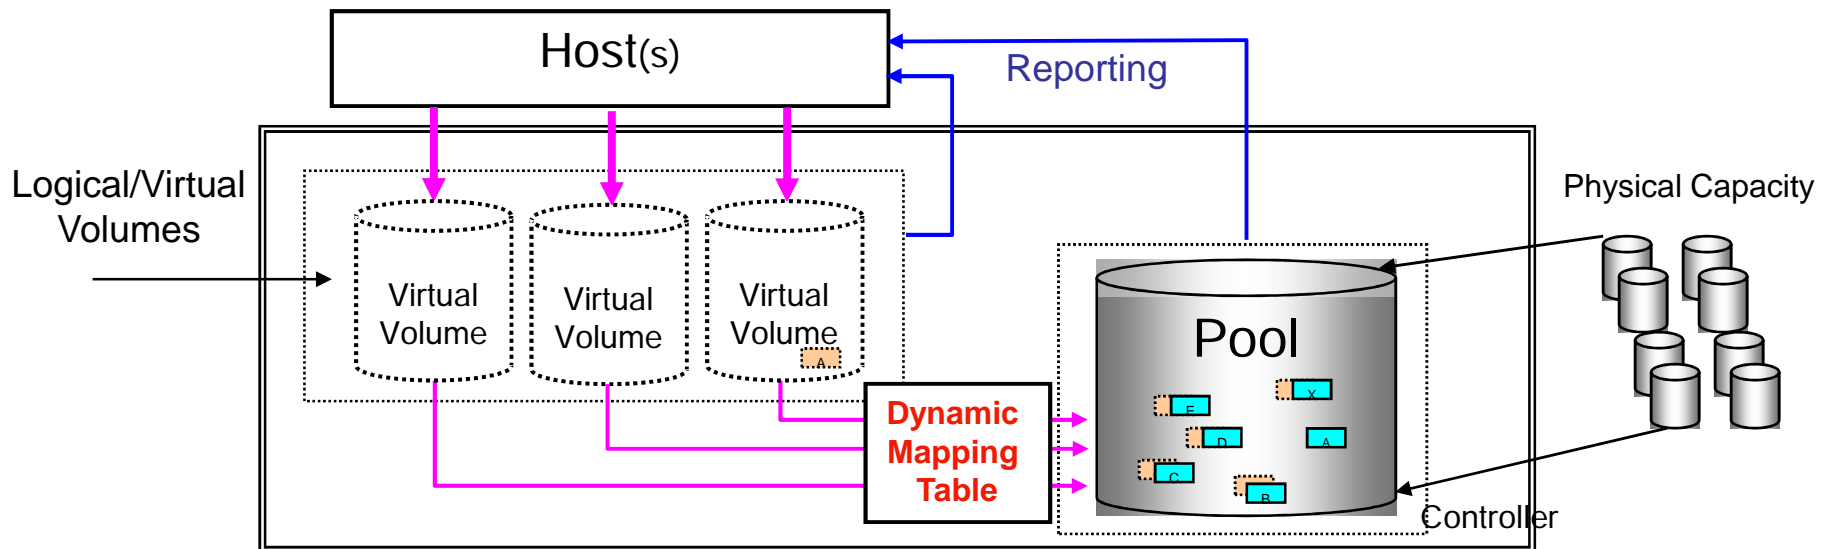 Host(s)
Reporting
Logical/Virtual
Volumes
Physical Capacity
Virtual
Volume
Virtual
Volume
Virtual
Volume
A
Pool
Dynamic
Mapping
Table
E
X
D
A
C
B
Controller